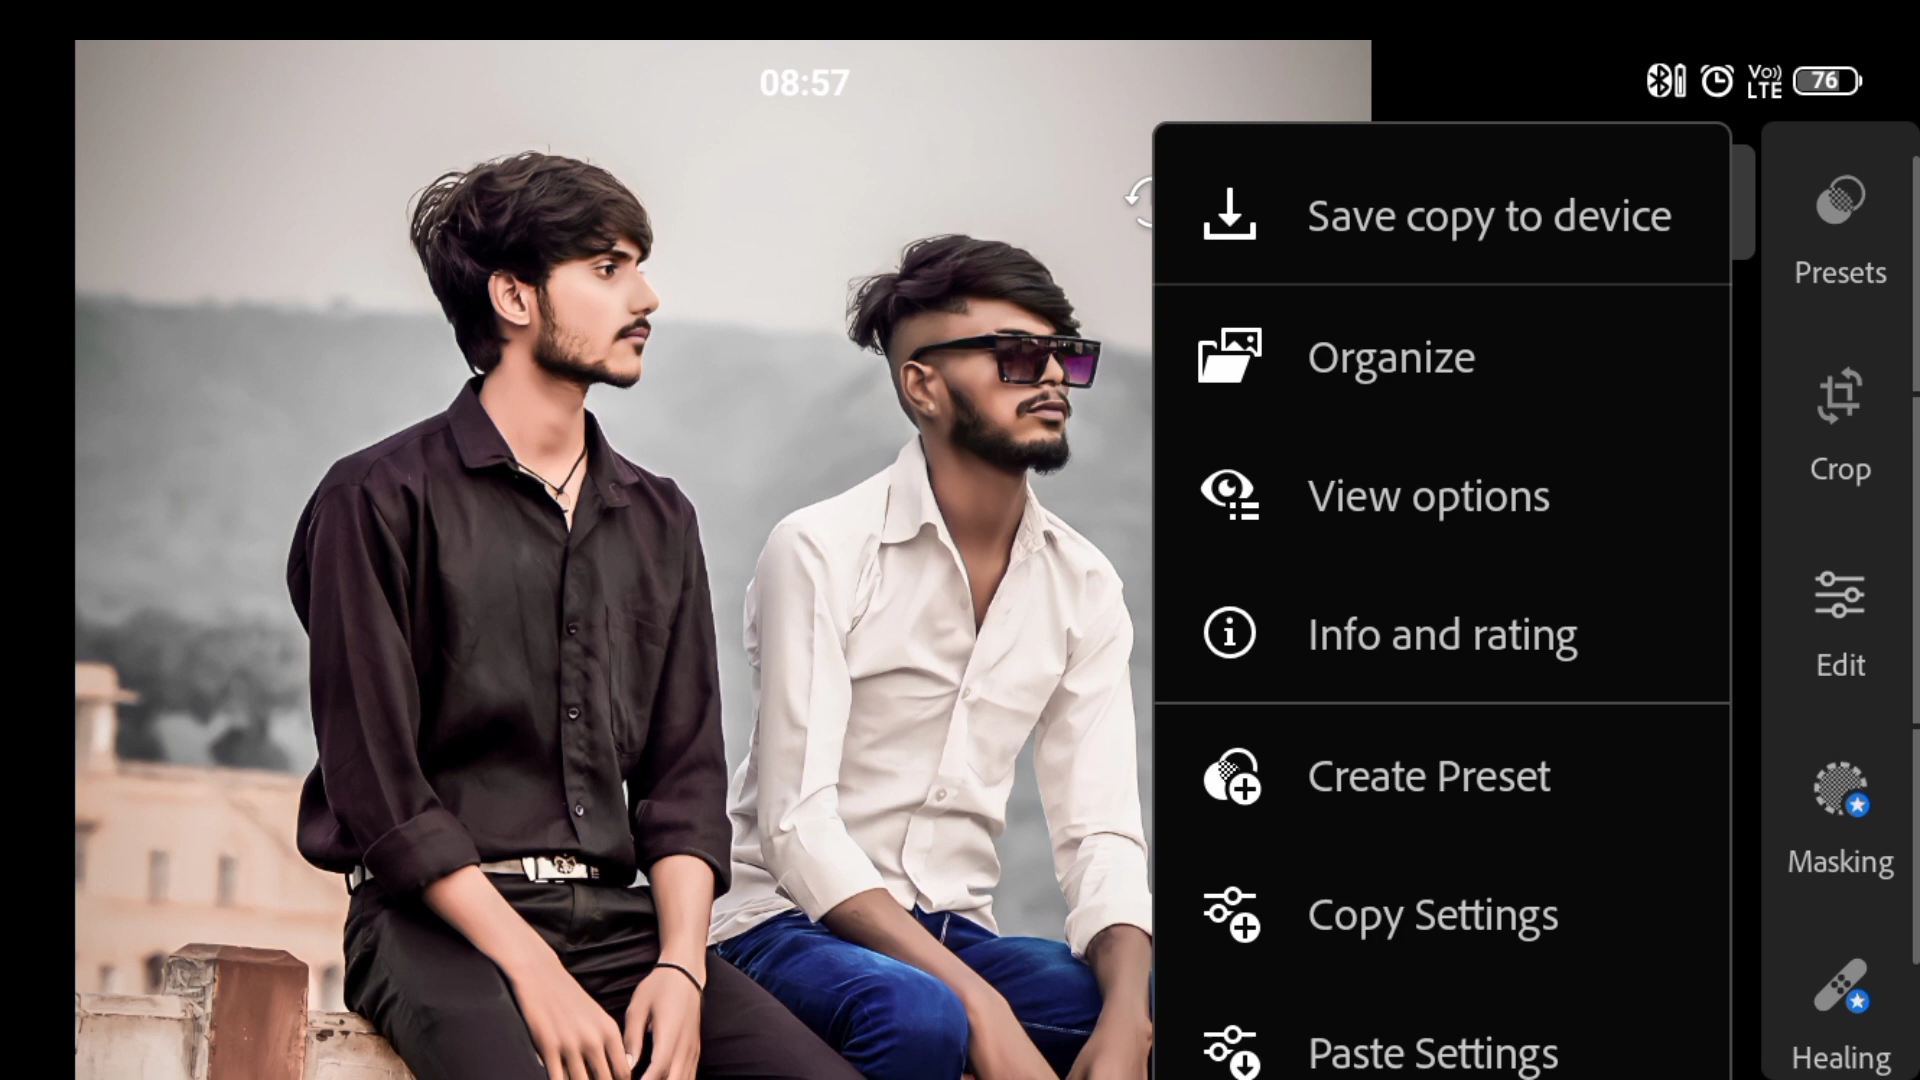 08:57
Vo))
LTE
76
Save copy to device
Organize
View options
Info and rating
Create Preset
Copy Settings
Paste Settings
Presets
Crop
Edit
Masking
Healing